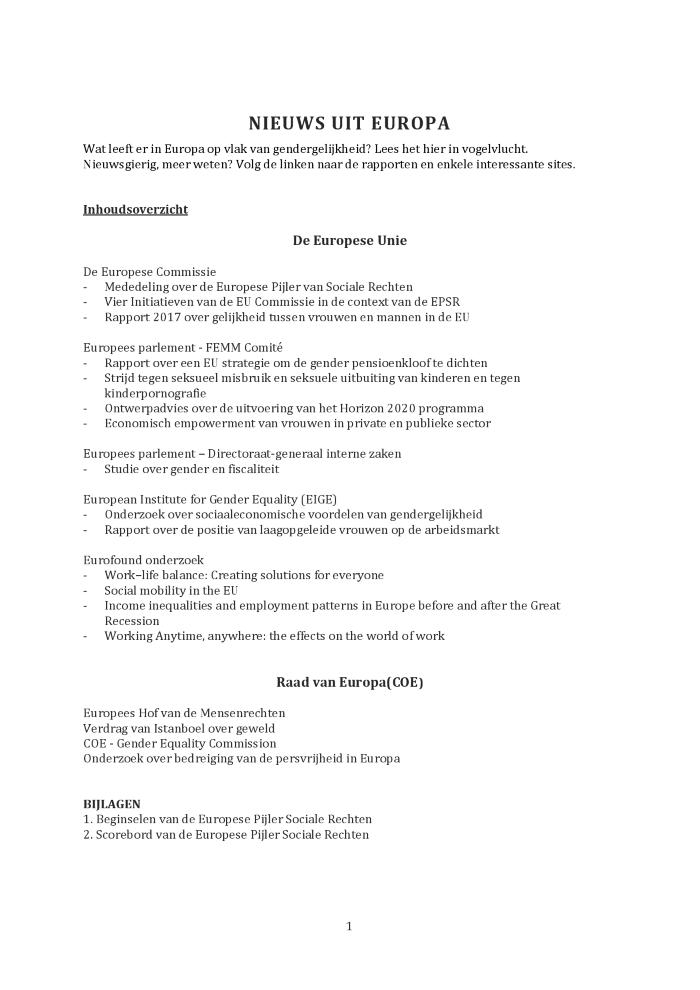 NIEUWS UIT EUROPA
Wat leeft er in Europa op vlak van gendergelijkheid? Lees het hier in vogelvlucht.
Nieuwsgierig, meer weten? Volg de linken naar de rapporten en enkele interessante sites.
Inhoudsoverzicht
De Europese Unie
De Europese Commissie
- Mededeling over de Europese Pijler van Sociale Rechten
- Vier Initiatieven van de EU Commissie in de context van de EPSR
- Rapport 2017 over gelijkheid tussen vrouwen en mannen in de EU
Europees parlement - FEMM Comité
- Rapport over een EU strategie om de gender pensioenkloof te dichten
- Strijd tegen seksueel misbruik en seksuele uitbuiting van kinderen en tegen
kinderpornografie
- Ontwerpadvies over de uitvoering van het Horizon 2020 programma
- Economisch empowerment van vrouwen in private en publieke sector
Europees parlement – Directoraat-generaal interne zaken
- Studie over gender en fiscaliteit
European Institute for Gender Equality (EIGE)
- Onderzoek over sociaaleconomische voordelen van gendergelijkheid
- Rapport over de positie van laagopgeleide vrouwen op de arbeidsmarkt
Eurofound onderzoek
- Work–life balance: Creating solutions for everyone
- Social mobility in the EU
- Income inequalities and employment patterns in Europe before and after the Great
Recession
- Working Anytime, anywhere: the effects on the world of work
Raad van Europa(COE)
Europees Hof van de Mensenrechten
Verdrag van Istanboel over geweld
COE - Gender Equality Commission
Onderzoek over bedreiging van de persvrijheid in Europa
BIJLAGEN
1. Beginselen van de Europese Pijler Sociale Rechten
2. Scorebord van de Europese Pijler Sociale Rechten
1